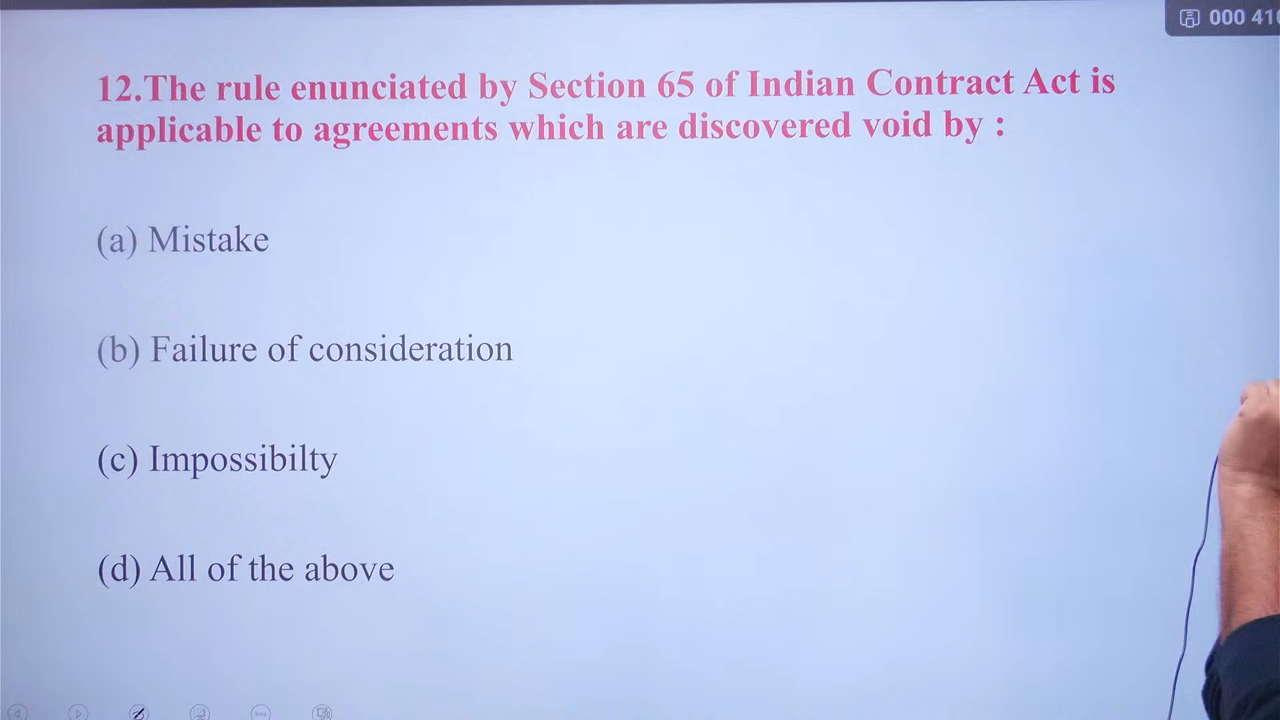 000 410
12.The rule enunciated by Section 65 of Indian Contract Act is
applicable to agreements which are discovered void by :
(a) Mistake
(b) Failure of consideration
(c) Impossibilty
(d) All of the above